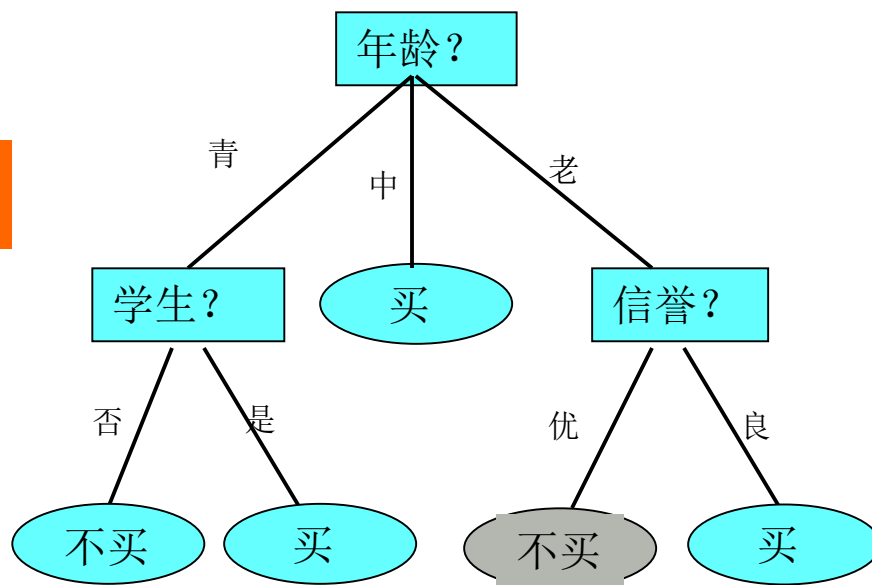 年龄？
青
中
老
学生？
买
信誉？
否
是
优
良
不买
买
不买
买